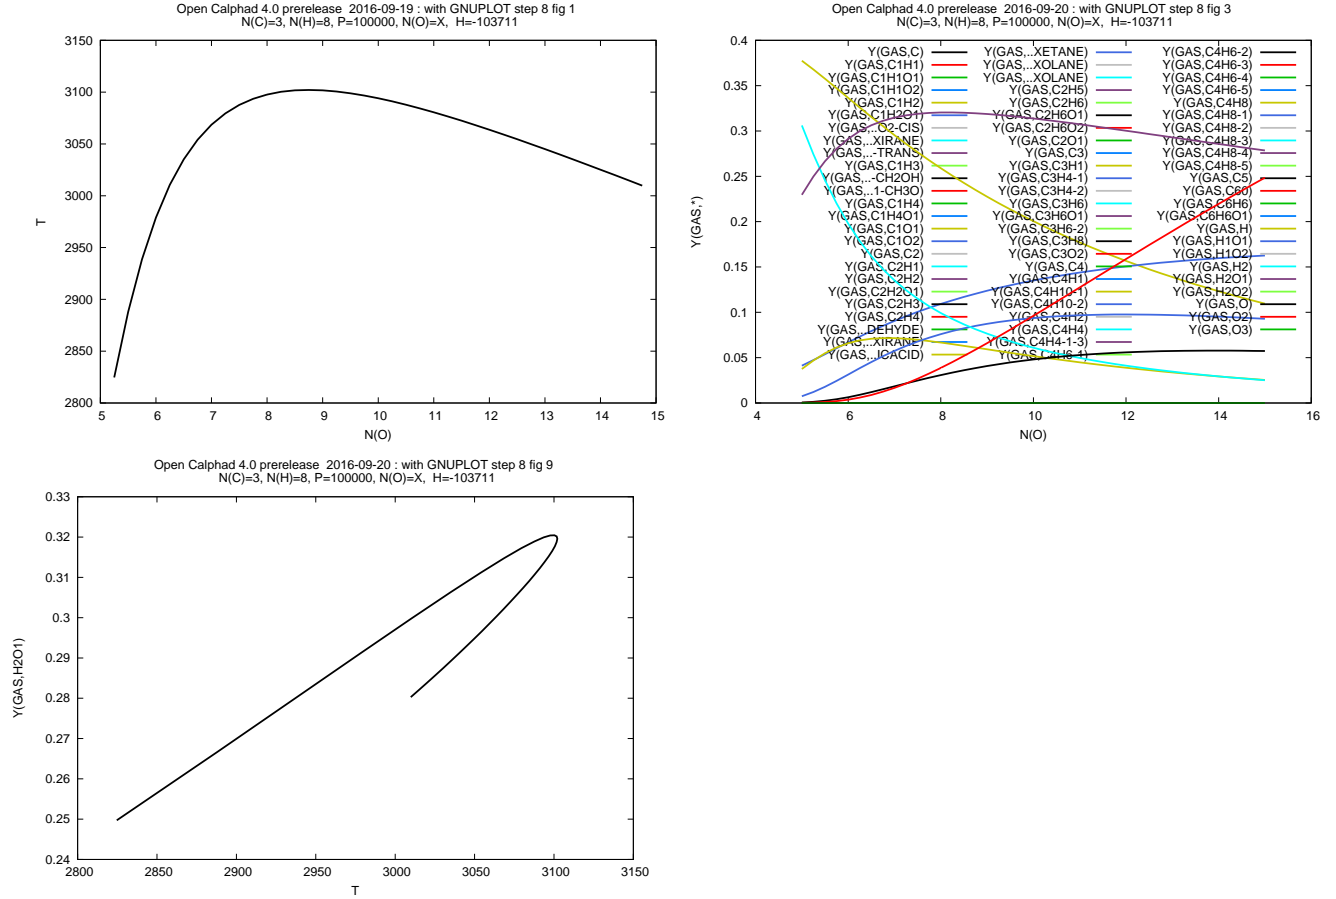 Open Calphad 4.0 prerelease 2016-09-19 : with GNUPLOT step 8 fig 1
N(C)=3, N(H)=8, P=100000, N(O)=X, H=-103711
3150
3100
3050
3000
2950
2900
2850
2800
T
5 6 7 8 9 10 11 12 13 14 15
N(O)
Open Calphad 4.0 prerelease 2016-09-20 : with GNUPLOT step 8 fig 3
N(C)=3, N(H)=8, P=100000, N(O)=X, H=-103711
0.4
0.35
0.3
0.25
0.2
0.15
0.1
0.05
0
Y(GAS,*)
Y(GAS,C)
Y(GAS,C1H1)
Y(GAS,C1H1O1)
Y(GAS,C1H1O2)
Y(GAS,C1H2)
Y(GAS,C1H2O1)
Y(GAS,..O2-CIS)
Y(GAS,..XIRANE)
Y(GAS,..-TRANS)
Y(GAS,C1H3)
Y(GAS,..-CH2OH)
Y(GAS,..1-CH3O)
Y(GAS,C1H4)
Y(GAS,C1H4O1)
Y(GAS,C1O1)
Y(GAS,C1O2)
Y(GAS,C2)
Y(GAS,C2H1)
Y(GAS,C2H2)
Y(GAS,C2H2O1)
Y(GAS,C2H3)
Y(GAS,C2H4)
Y(GAS,..DEHYDE)
Y(GAS,..XIRANE)
Y(GAS,..ICACID)
Y(GAS,..XETANE)
Y(GAS,..XOLANE)
Y(GAS,..XOLANE)
Y(GAS,C2H5)
Y(GAS,C2H6)
Y(GAS,C2H6O1)
Y(GAS,C2H6O2)
Y(GAS,C2O1)
Y(GAS,C3)
Y(GAS,C3H1)
Y(GAS,C3H4-1)
Y(GAS,C3H4-2)
Y(GAS,C3H6)
Y(GAS,C3H6O1)
Y(GAS,C3H6-2)
Y(GAS,C3H8)
Y(GAS,C3O2)
Y(GAS,C4)
Y(GAS,C4H1)
Y(GAS,C4H10-1)
Y(GAS,C4H10-2)
Y(GAS,C4H2)
Y(GAS,C4H4)
Y(GAS,C4H4-1-3)
Y(GAS,C4H6-1)
Y(GAS,C4H6-2)
Y(GAS,C4H6-3)
Y(GAS,C4H6-4)
Y(GAS,C4H6-5)
Y(GAS,C4H8)
Y(GAS,C4H8-1)
Y(GAS,C4H8-2)
Y(GAS,C4H8-3)
Y(GAS,C4H8-4)
Y(GAS,C4H8-5)
Y(GAS,C5)
Y(GAS,C60)
Y(GAS,C6H6)
Y(GAS,C6H6O1)
Y(GAS,H)
Y(GAS,H1O1)
Y(GAS,H1O2)
Y(GAS,H2)
Y(GAS,H2O1)
Y(GAS,H2O2)
Y(GAS,O)
Y(GAS,O2)
Y(GAS,O3)
4 6 8 10 12 14 16
N(O)
Open Calphad 4.0 prerelease 2016-09-20 : with GNUPLOT step 8 fig 9
N(C)=3, N(H)=8, P=100000, N(O)=X, H=-103711
0.33
0.32
0.31
0.3
0.29
0.28
0.27
0.26
0.25
0.24
Y(GAS,H2O1)
2800 2850 2900 2950 3000 3050 3100 3150
T